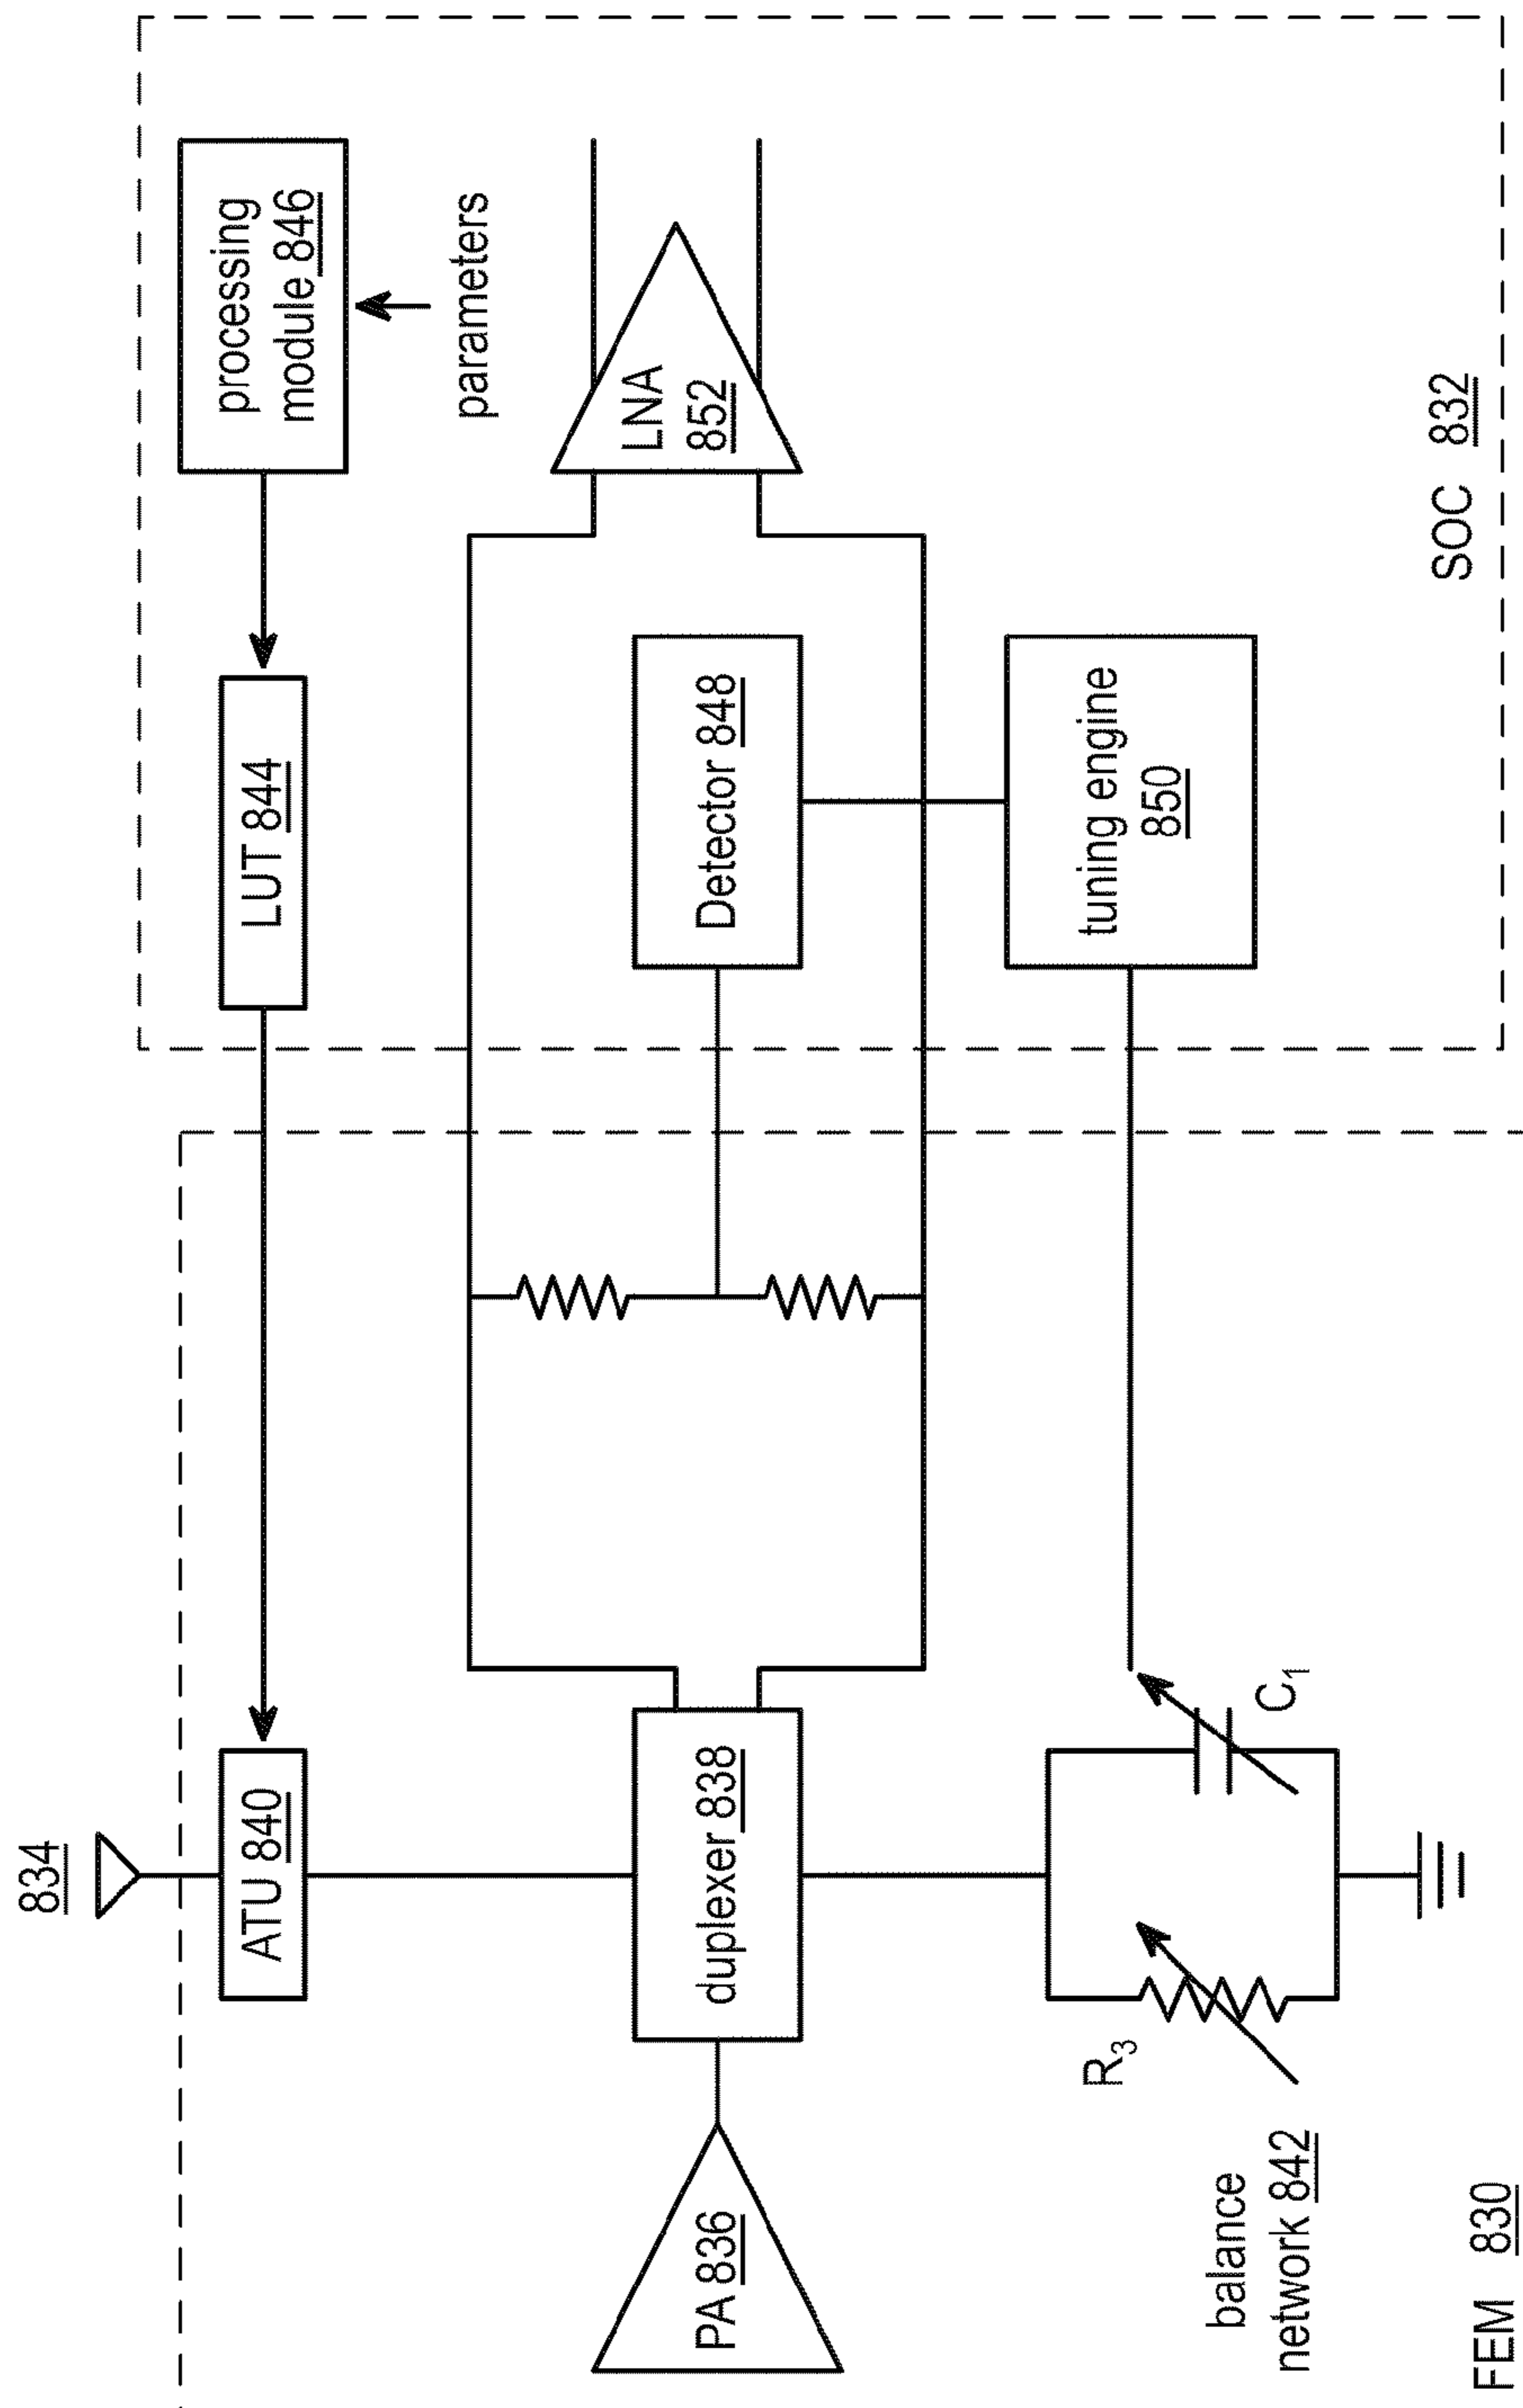 834
ATU 840
LUT 844
processing
module 846
parameters
PA 836
duplexer 838
Detector 848
LNA
852
R3
C1
tuning engine
850
balance
network 842
FEM 830
SOC 832